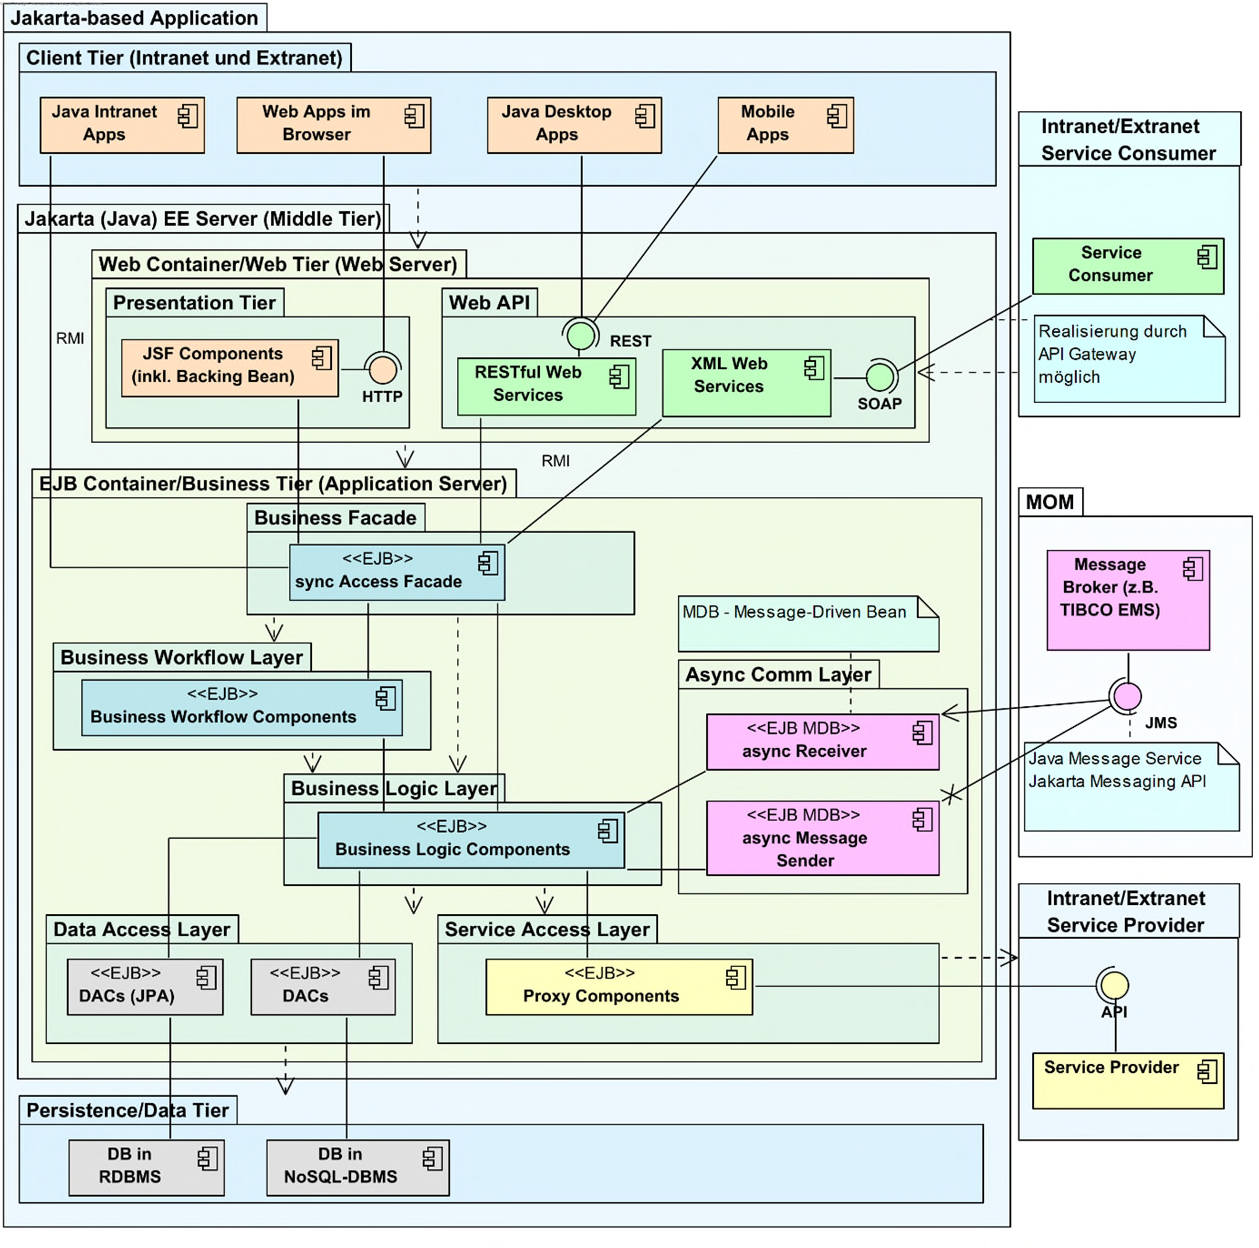 Jakarta-based Application
Client Tier (Intranet und Extranet)
Java Intranet
Apps
Web Apps im
Browser
Java Desktop
Apps
Mobile
Apps
Intranet/Extranet
Service Consumer
Service
Consumer
Realisierung durch
API Gateway
möglich
Jakarta (Java) EE Server (Middle Tier)
Web Container/Web Tier (Web Server)
Presentation Tier
JSF Components
(inkl. Backing Bean)
HTTP
Web API
REST
RESTful Web
Services
XML Web
Services
SOAP
RMI
RMI
EJB Container/Business Tier (Application Server)
Business Facade
<<EJB>>
sync Access Facade
Business Workflow Layer
<<EJB>>
Business Workflow Components
Business Logic Layer
<<EJB>>
Business Logic Components
MDB - Message-Driven Bean
Async Comm Layer
<<EJB MDB>>
async Receiver
<<EJB MDB>>
async Message
Sender
MOM
Message
Broker (z.B.
TIBCO EMS)
JMS
Java Message Service
Jakarta Messaging API
Data Access Layer
<<EJB>>
DACs (JPA)
<<EJB>>
DACs
Service Access Layer
<<EJB>>
Proxy Components
Intranet/Extranet
Service Provider
API
Service Provider
Persistence/Data Tier
DB in
RDBMS
DB in
NoSQL-DBMS